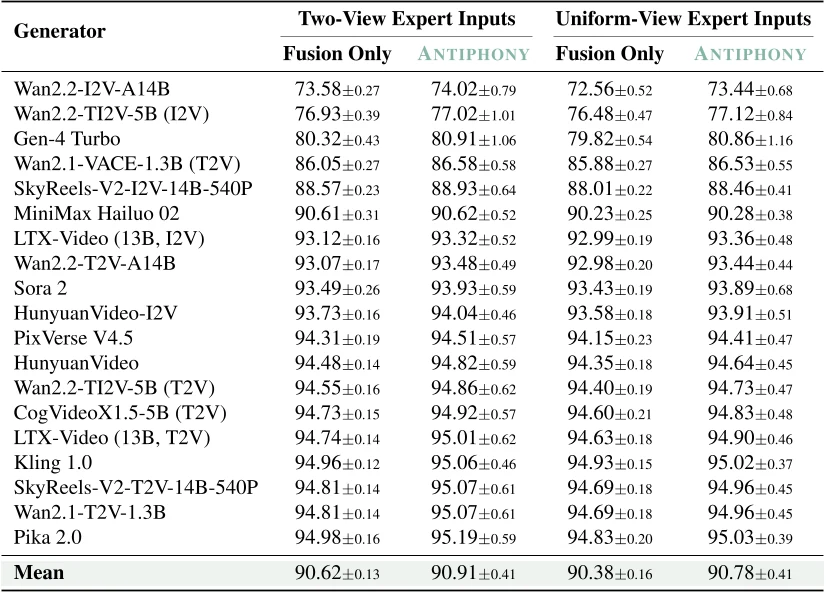 Generator Two-View Expert Inputs Uniform-View Expert Inputs
Fusion Only ANTIPHONY Fusion Only ANTIPHONY
Wan2.2-I2V-A14B 73.58±0.27 74.02±0.79 72.56±0.52 73.44±0.68
Wan2.2-TI2V-5B (I2V) 76.93±0.39 77.02±1.01 76.48±0.47 77.12±0.84
Gen-4 Turbo 80.32±0.43 80.91±1.06 79.82±0.54 80.86±1.16
Wan2.1-VACE-1.3B (T2V) 86.05±0.27 86.58±0.58 85.88±0.27 86.53±0.55
SkyReels-V2-I2V-14B-540P 88.57±0.23 88.93±0.64 88.01±0.22 88.46±0.41
MiniMax Hailuo 02 90.61±0.31 90.62±0.52 90.23±0.25 90.28±0.38
LTX-Video (13B, I2V) 93.12±0.16 93.32±0.52 92.99±0.19 93.36±0.48
Wan2.2-T2V-A14B 93.07±0.17 93.48±0.49 92.98±0.20 93.44±0.44
Sora 2 93.49±0.26 93.93±0.59 93.43±0.19 93.89±0.68
HunyuanVideo-I2V 93.73±0.16 94.04±0.46 93.58±0.18 93.91±0.51
PixVerse V4.5 94.31±0.19 94.51±0.57 94.15±0.23 94.41±0.47
HunyuanVideo 94.48±0.14 94.82±0.59 94.35±0.18 94.64±0.45
Wan2.2-TI2V-5B (T2V) 94.55±0.16 94.86±0.62 94.40±0.19 94.73±0.47
CogVideoX1.5-5B (T2V) 94.73±0.15 94.92±0.57 94.60±0.21 94.83±0.48
LTX-Video (13B, T2V) 94.74±0.14 95.01±0.62 94.63±0.18 94.90±0.46
Kling 1.0 94.96±0.12 95.06±0.46 94.93±0.15 95.02±0.37
SkyReels-V2-T2V-14B-540P 94.81±0.14 95.07±0.61 94.69±0.18 94.96±0.45
Wan2.1-T2V-1.3B 94.81±0.14 95.07±0.61 94.69±0.18 94.96±0.45
Pika 2.0 94.98±0.16 95.19±0.59 94.83±0.20 95.03±0.39
Mean 90.62±0.13 90.91±0.41 90.38±0.16 90.78±0.41